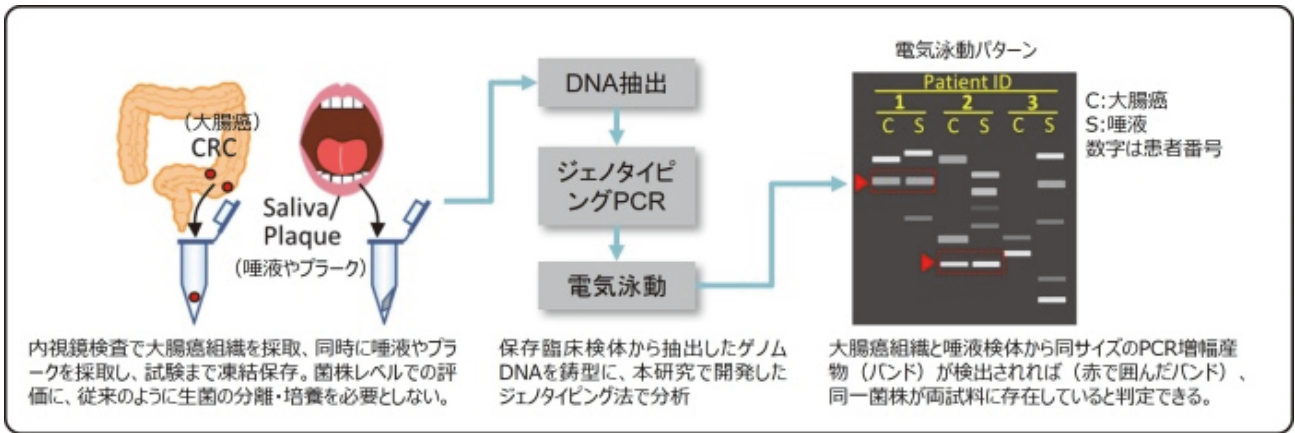 (大腸癌)
CRC
Saliva/
Plaque
(唾液やプラーク)
内視鏡検査で大腸癌組織を採取、同時に唾液やプラ
ークを採取し、試験まで凍結保存。菌株レベルでの評
価に、従来のように生菌の分離・培養を必要としない。
DNA抽出
ジェノタイピ
ングPCR
電気泳動
保存臨床検体から抽出したゲノム
DNAを鋳型に、本研究で開発した
ジェノタイピング法で分析
電気泳動パターン
Patient ID
1 2 3
C S C S C S
C:大腸癌
S:唾液
数字は患者番号
大腸癌組織と唾液検体から同サイズのPCR増幅産
物（バンド）が検出されれば（赤で囲んだバンド）、
同一菌株が両試料に存在していると判定できる。